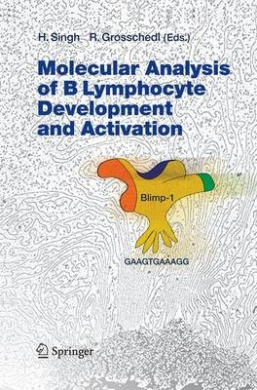 H. Singh R. Grosschedl (Eds.)
Molecular Analysis
of B Lymphocyte
Development
and Activation
Blimp-1
GAAGTGAAAGG
Springer